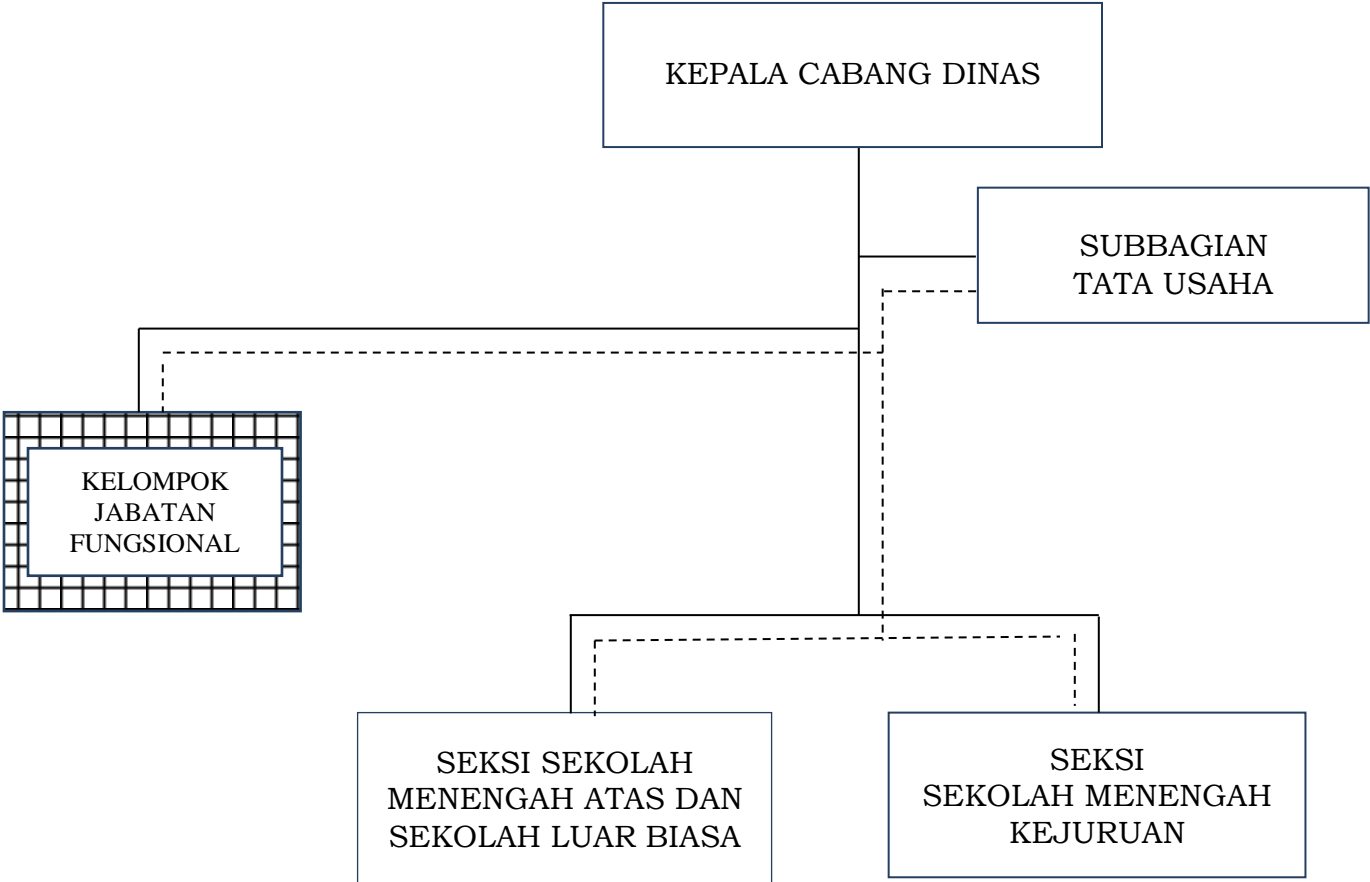 KEPALA CABANG DINAS
SUBBAGIAN
TATA USAHA
KELOMPOK
JABATAN
FUNGSIONAL
SEKSI SEKOLAH
MENENGAH ATAS DAN
SEKOLAH LUAR BIASA
SEKSI
SEKOLAH MENENGAH
KEJURUAN